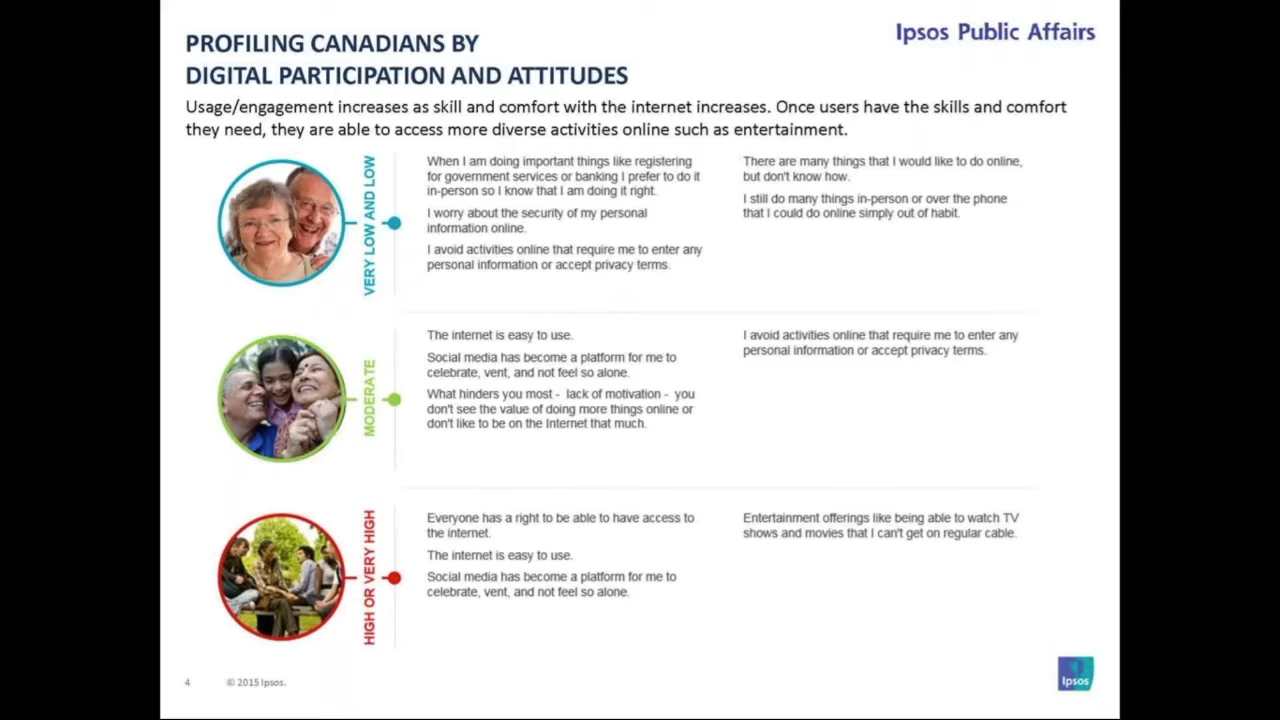 Ipsos Public Affairs
PROFILING CANADIANS BY
DIGITAL PARTICIPATION AND ATTITUDES
Usage/engagement increases as skill and comfort with the internet increases. Once users have the skills and comfort
they need, they are able to access more diverse activities online such as entertainment.
VERY LOW AND LOW
When I am doing important things like registering
for government services or banking I prefer to do it
in-person so I know that I am doing it right.
I worry about the security of my personal
information online.
I avoid activities online that require me to enter any
personal information or accept privacy terms.
There are many things that I would like to do online,
but don't know how.
I still do many things in-person or over the phone
that I could do online simply out of habit.
MODERATE
The internet is easy to use.
Social media has become a platform for me to
celebrate, vent, and not feel so alone.
What hinders you most - lack of motivation - you
don't see the value of doing more things online or
don't like to be on the Internet that much.
I avoid activities online that require me to enter any
personal information or accept privacy terms.
HIGH OR VERY HIGH
Everyone has a right to be able to have access to
the internet.
The internet is easy to use.
Social media has become a platform for me to
celebrate, vent, and not feel so alone.
Entertainment offerings like being able to watch TV
shows and movies that I can't get on regular cable.
4
© 2015 Ipsos.
Ipsos